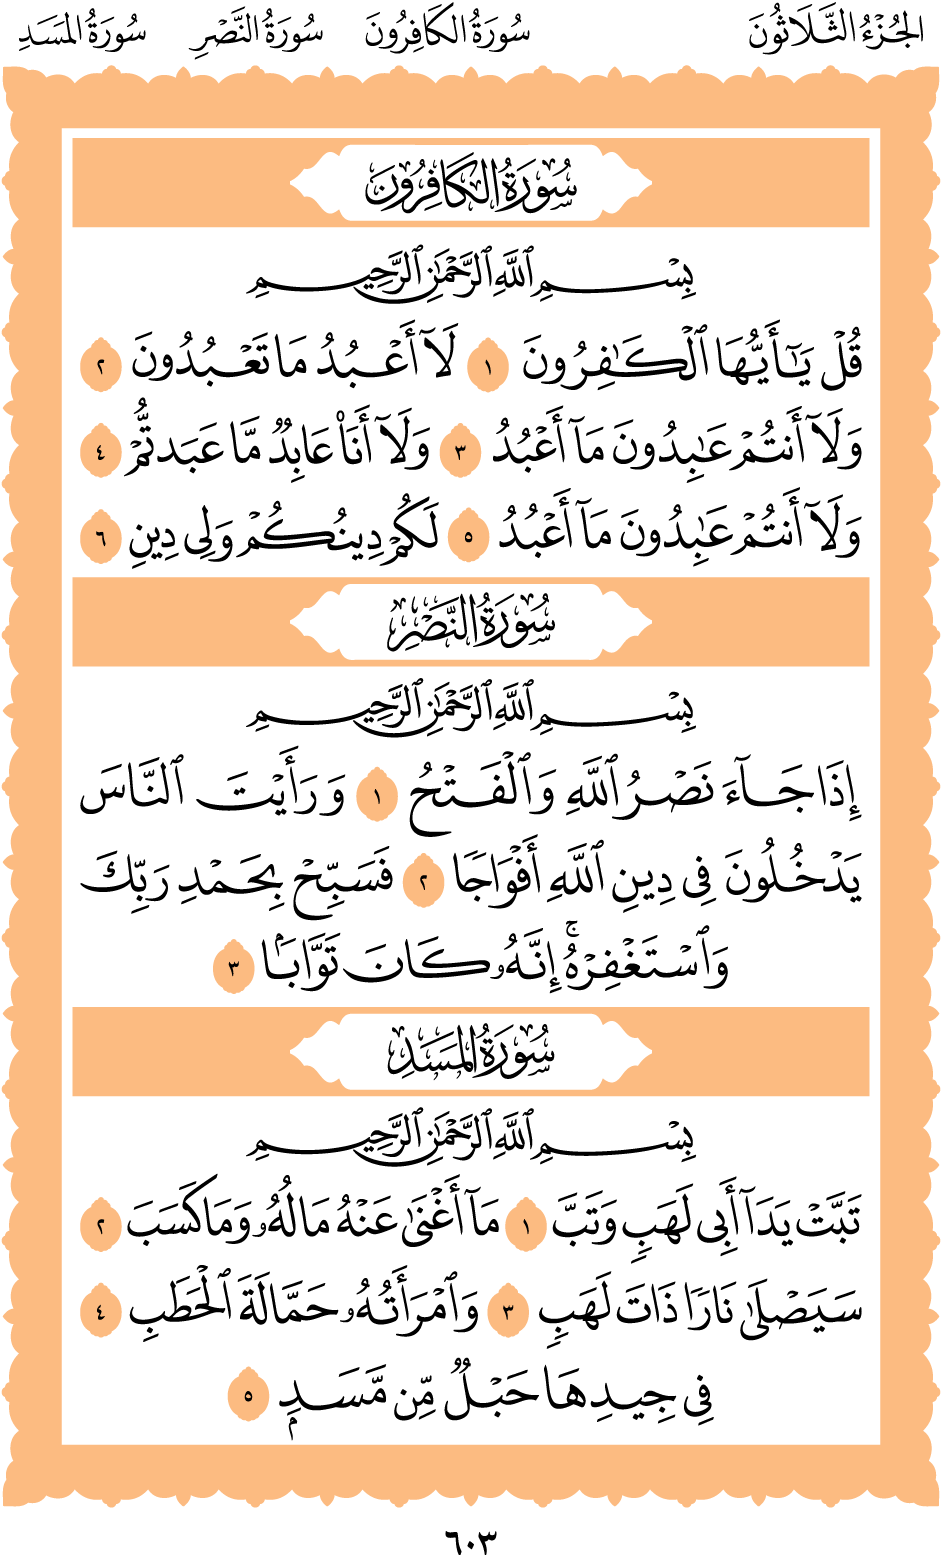 الجُزْءُ الثَّلَاثُونَ سُورَةُ الكَافِرُونَ سُورَةُ النَّصْرِ سُورَةُ المَسَدِ
سُورَةُ الكَافِرُونَ
بِسْمِ ٱللَّهِ ٱلرَّحْمَٰنِ ٱلرَّحِيمِ
قُلْ يَٰٓأَيُّهَا ٱلْكَٰفِرُونَ ١ لَآ أَعْبُدُ مَا تَعْبُدُونَ ٢
وَلَآ أَنتُمْ عَٰبِدُونَ مَآ أَعْبُدُ ٣ وَلَآ أَنَا۠ عَابِدٌ مَّا عَبَدتُّمْ ٤
وَلَآ أَنتُمْ عَٰبِدُونَ مَآ أَعْبُدُ ٥ لَكُمْ دِينُكُمْ وَلِىَ دِينِ ٦
سُورَةُ النَّصْرِ
بِسْمِ ٱللَّهِ ٱلرَّحْمَٰنِ ٱلرَّحِيمِ
إِذَا جَآءَ نَصْرُ ٱللَّهِ وَٱلْفَتْحُ ١ وَرَأَيْتَ ٱلنَّاسَ
يَدْخُلُونَ فِى دِينِ ٱللَّهِ أَفْوَاجًا ٢ فَسَبِّحْ بِحَمْدِ رَبِّكَ
وَٱسْتَغْفِرْهُ ۚ إِنَّهُۥ كَانَ تَوَّابًۢا ٣
سُورَةُ المَسَدِ
بِسْمِ ٱللَّهِ ٱلرَّحْمَٰنِ ٱلرَّحِيمِ
تَبَّتْ يَدَآ أَبِى لَهَبٍ وَتَبَّ ١ مَآ أَغْنَىٰ عَنْهُ مَالُهُۥ وَمَا كَسَبَ ٢
سَيَصْلَىٰ نَارًا ذَاتَ لَهَبٍ ٣ وَٱمْرَأَتُهُۥ حَمَّالَةَ ٱلْحَطَبِ ٤
فِى جِيدِهَا حَبْلٌ مِّن مَّسَدٍۭ ٥
٦٠٣